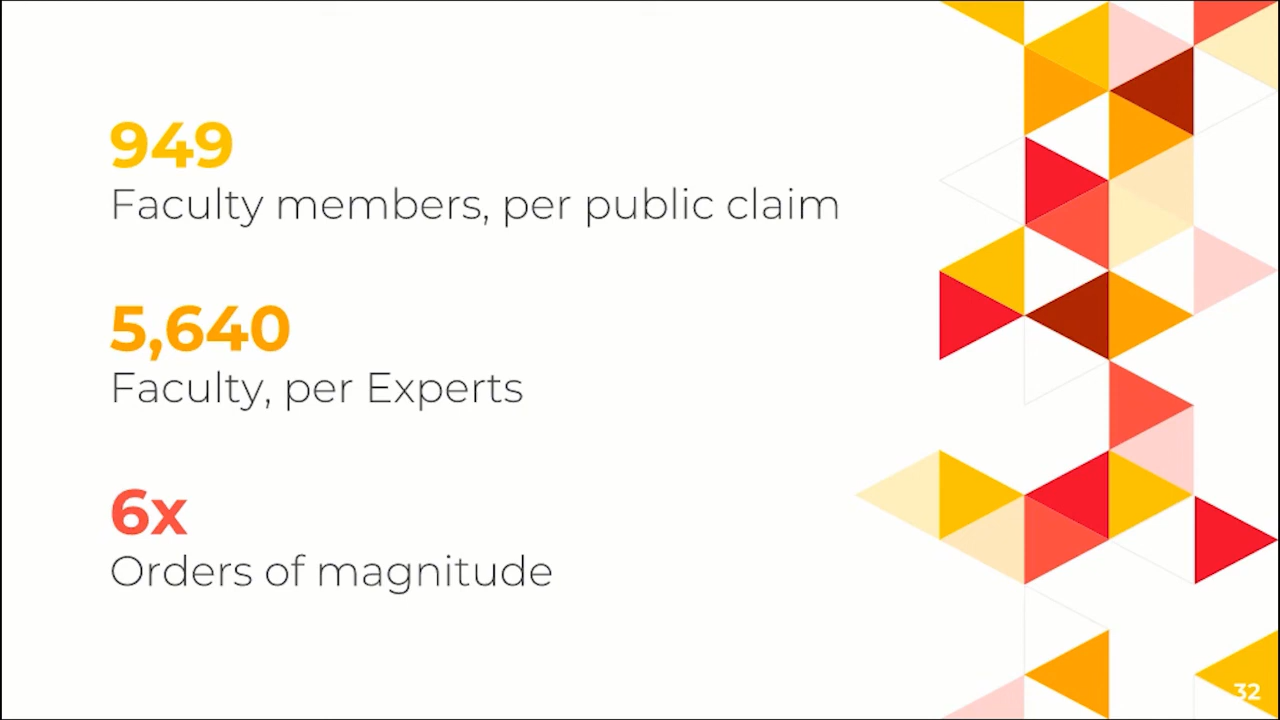 949
Faculty members, per public claim
5,640
Faculty, per Experts
6x
Orders of magnitude
32